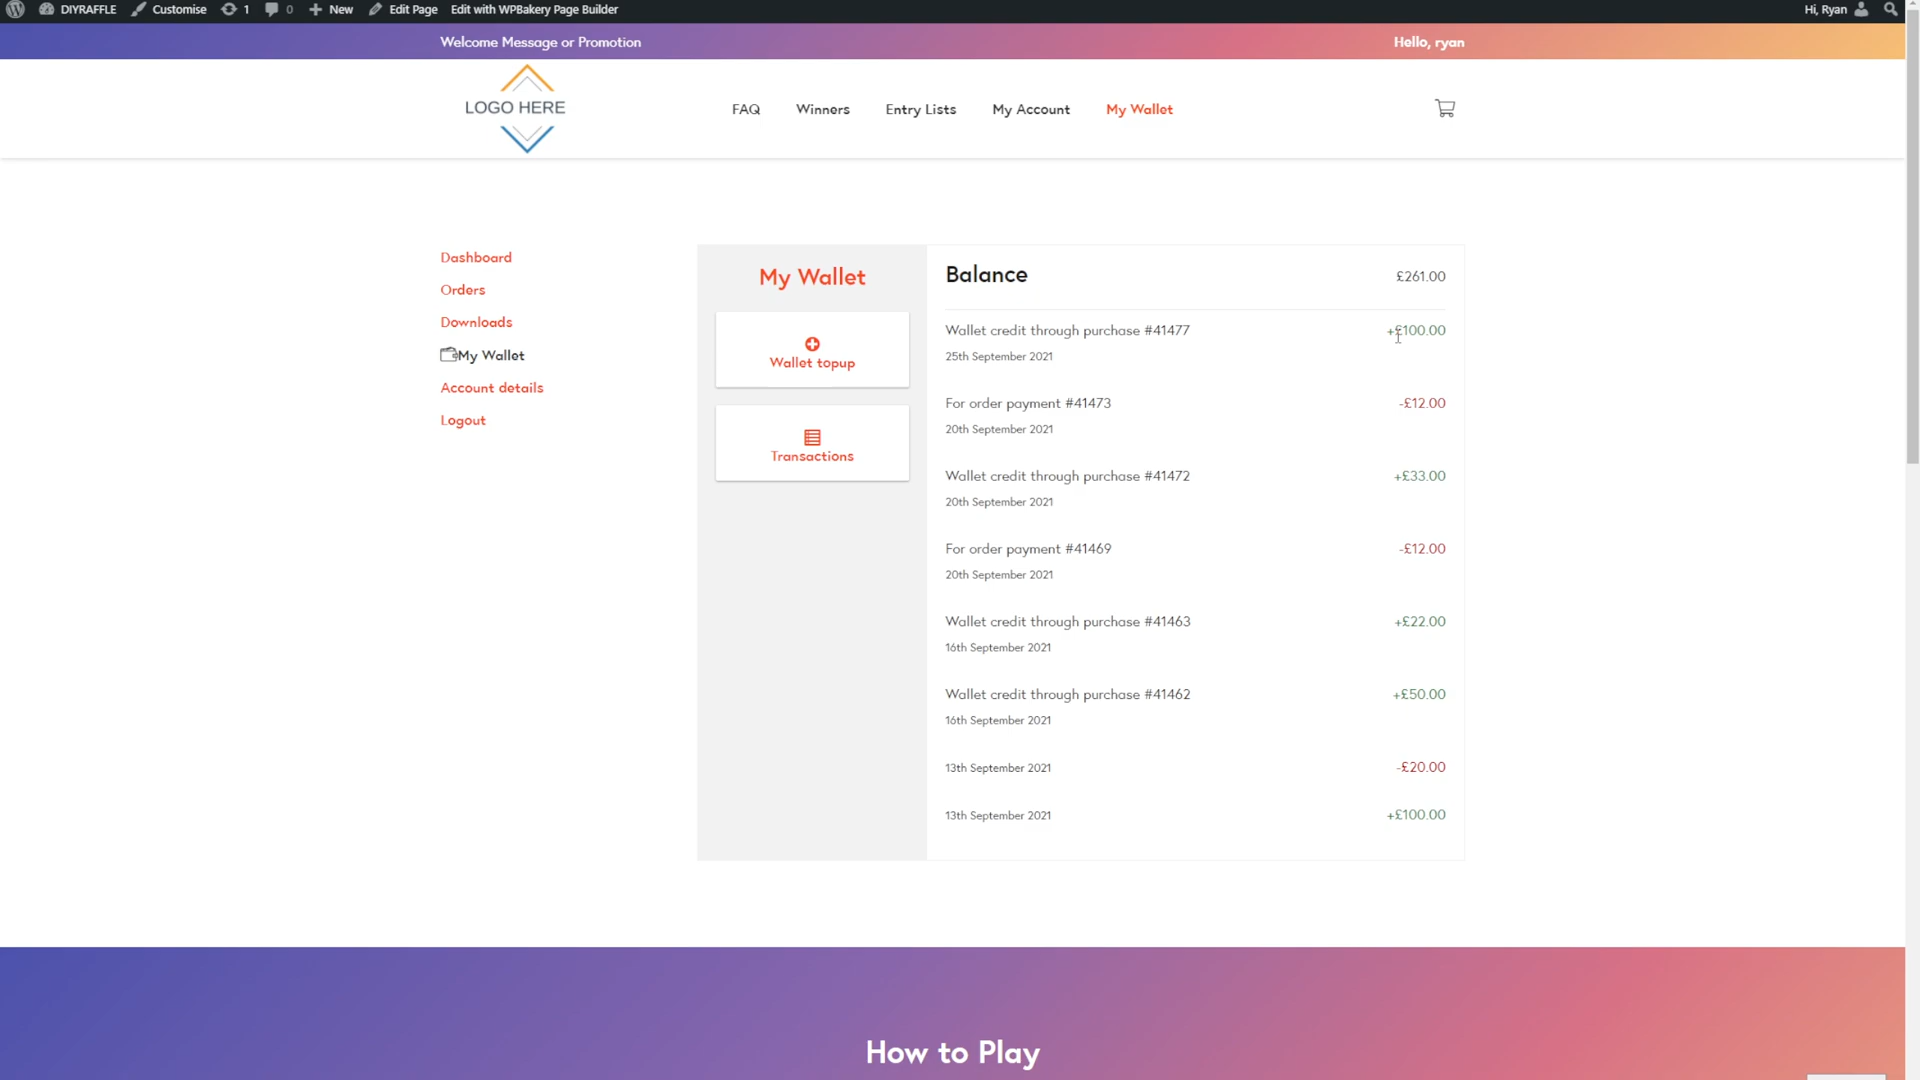 DIYRAFFLE Customise 1 0 New Edit Page Edit with WPBakery Page Builder Hi, Ryan
Welcome Message or Promotion Hello, ryan
LOGO HERE FAQ Winners Entry Lists My Account My Wallet
Dashboard
Orders
Downloads
My Wallet
Account details
Logout
My Wallet
Wallet topup
Transactions
Balance £261.00
Wallet credit through purchase #41477 +£100.00
25th September 2021
For order payment #41473 -£12.00
20th September 2021
Wallet credit through purchase #41472 +£33.00
20th September 2021
For order payment #41469 -£12.00
20th September 2021
Wallet credit through purchase #41463 +£22.00
16th September 2021
Wallet credit through purchase #41462 +£50.00
16th September 2021
13th September 2021 -£20.00
13th September 2021 +£100.00
How to Play